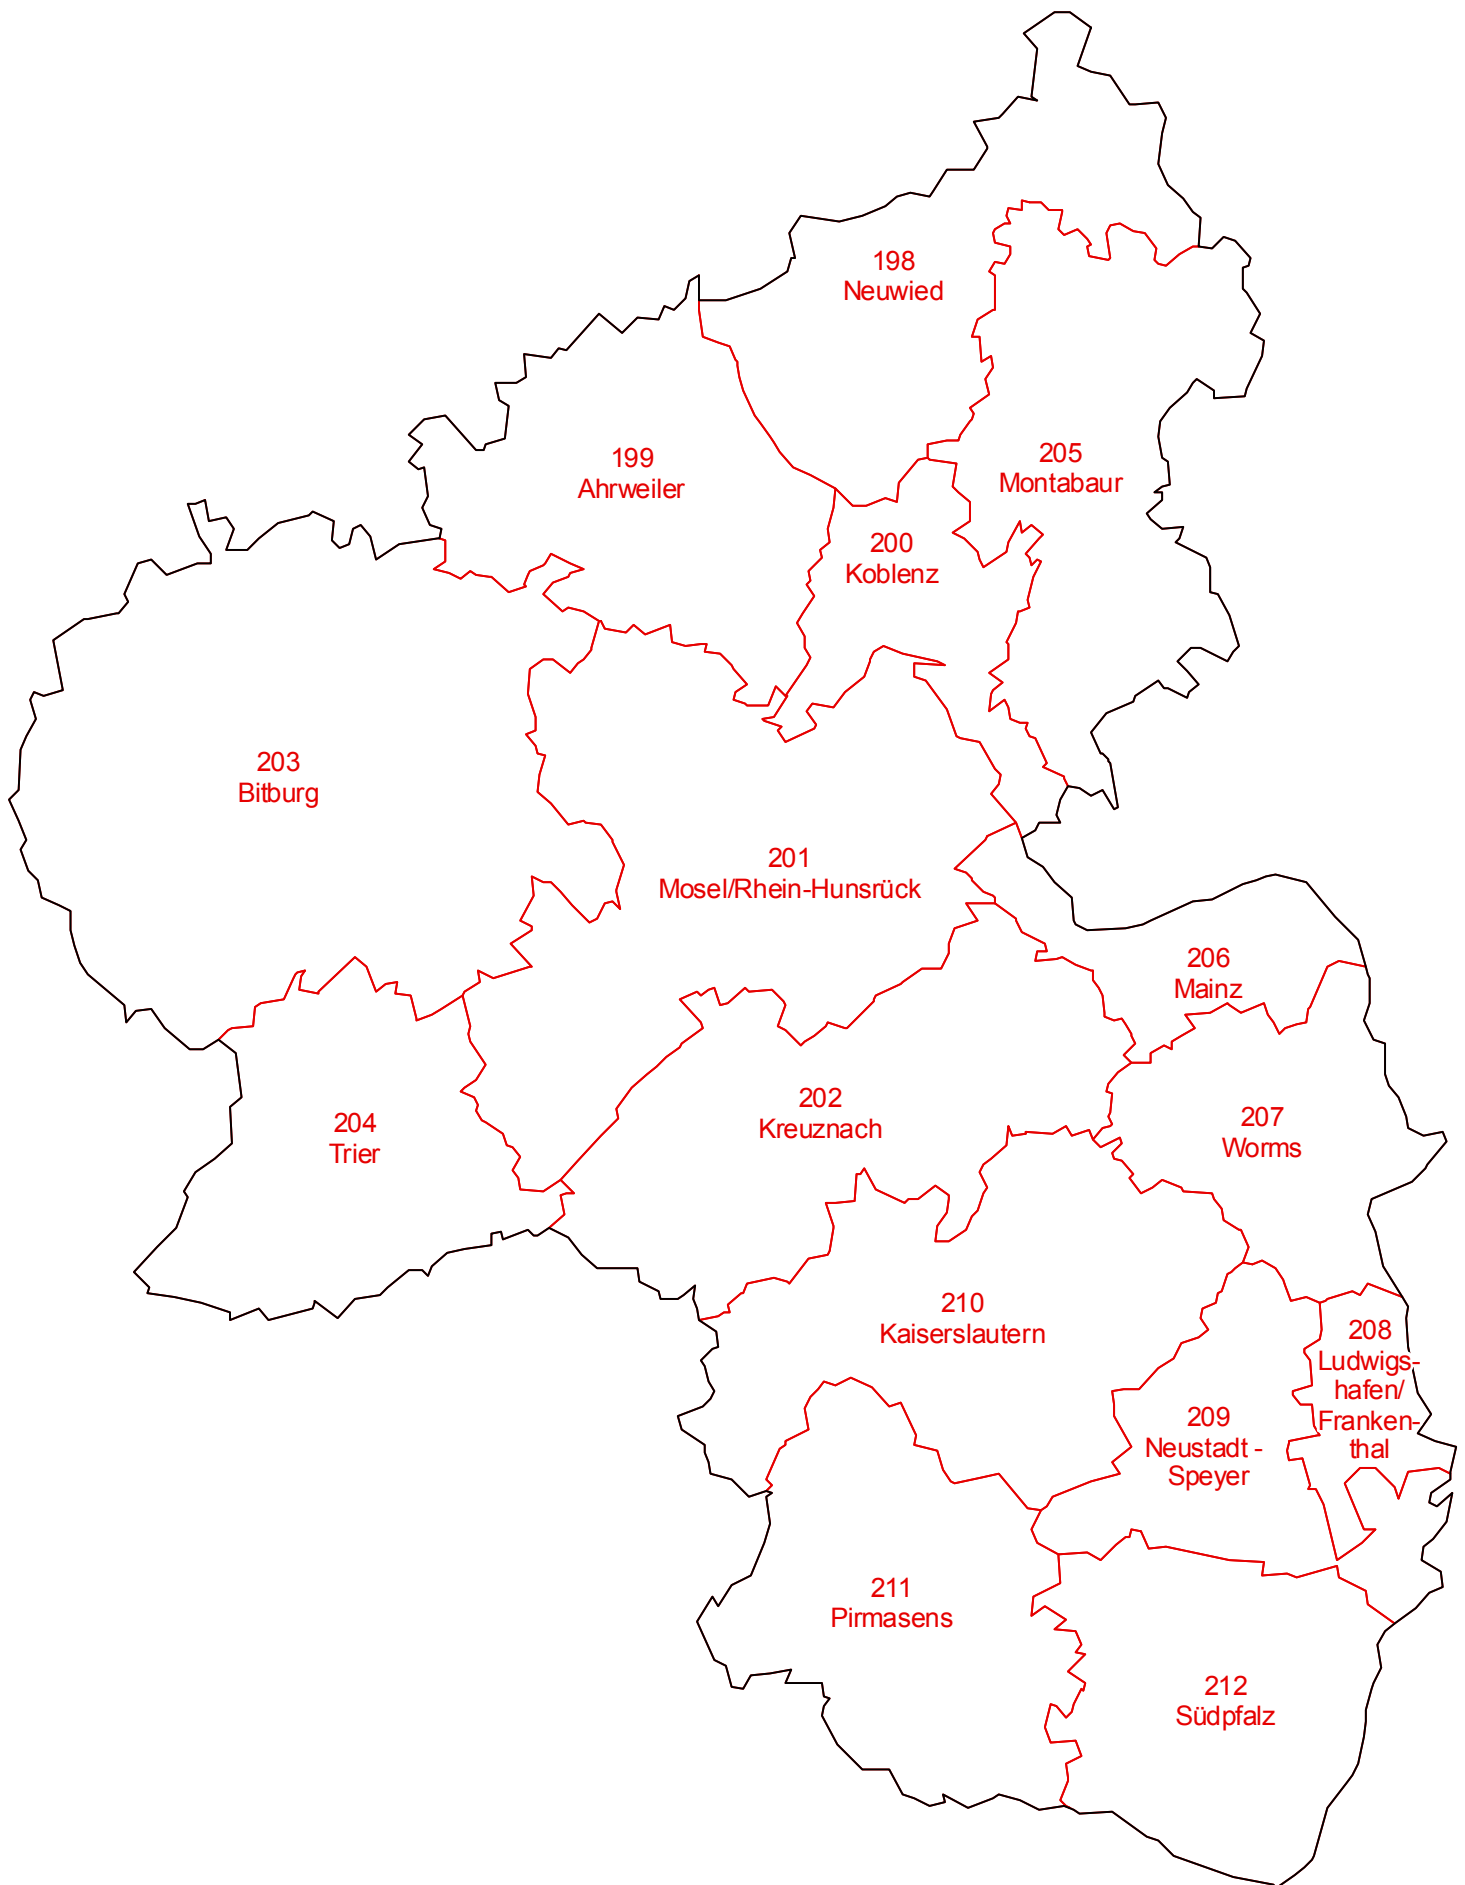 198
Neuwied
199
Ahrweiler
205
Montabaur
200
Koblenz
203
Bitburg
201
Mosel/Rhein-Hunsrück
206
Mainz
202
Kreuznach
204
Trier
207
Worms
210
Kaiserslautern
208
Ludwigs-
hafen/
Franken-
thal
209
Neustadt -
Speyer
211
Pirmasens
212
Südpfalz